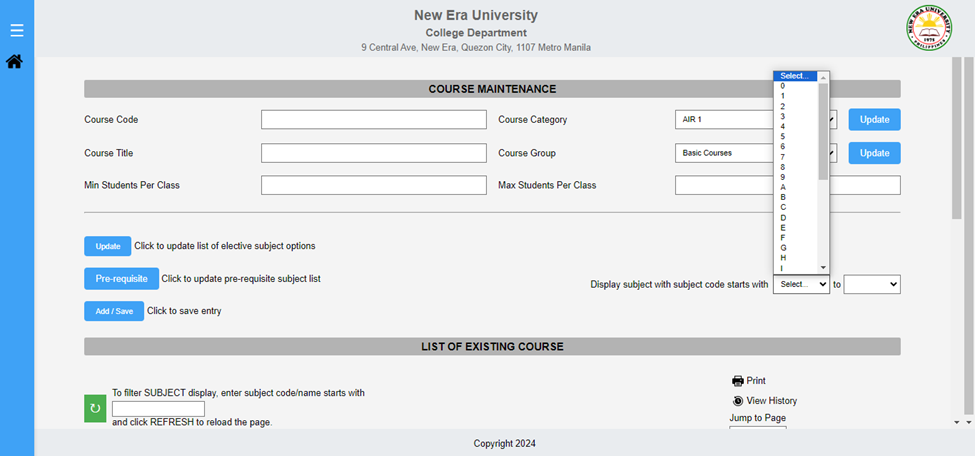 New Era University
College Department
9 Central Ave, New Era, Quezon City, 1107 Metro Manila
NEW ERA UNIVERSITY
1975
PHILIPPINES
COURSE MAINTENANCE
Course Code
Course Category
AIR 1
Update
Course Title
Course Group
Basic Courses
Update
Min Students Per Class
Max Students Per Class
Select...
0
1
2
3
4
5
6
7
8
9
A
B
C
D
E
F
G
H
I
Update Click to update list of elective subject options
Pre-requisite Click to update pre-requisite subject list
Display subject with subject code starts with Select... to
Add / Save Click to save entry
LIST OF EXISTING COURSE
To filter SUBJECT display, enter subject code/name starts with
and click REFRESH to reload the page.
Print
View History
Jump to Page
Copyright 2024